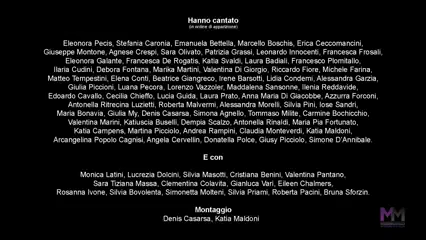 Hanno cantato
(in ordine di apparizione)
Eleonora Pecis, Stefania Caronia, Emanuela Bettella, Marcello Boschis, Erica Ceccomancini,
Giuseppe Montone, Agnese Crespi, Sara Olivato, Patrizia Grassi, Leonardo Innocenti, Francesca Frosali,
Eleonora Galante, Francesca De Rogatis, Katia Svaldi, Laura Badiali, Francesco Plomitallo,
Ilaria Cudini, Debora Fontana, Marika Martini, Valentina Di Giorgio, Riccardo Fiore, Michele Farina,
Matteo Tempestini, Elena Conti, Beatrice Giangreco, Irene Barsotti, Lidia Condemi, Alessandra Garzia,
Giulia Piccioni, Luana Pecora, Lorenzo Vazzoler, Maddalena Sansonne, Ilenia Reddavide,
Edoardo Cavallo, Cecilia Chieffo, Lucia Guida, Laura Prato, Anna Maria Di Giacobbe, Azzurra Forconi,
Antonella Ritrecina Luzietti, Roberta Malvermi, Alessandra Morelli, Silvia Pini, Iose Sandri,
Maria Bonavia, Giulia My, Denis Casarsa, Simona Agnello, Tommaso Milite, Carmine Bochicchio,
Valentina Marini, Katiuscia Buselli, Dempia Scalzo, Antonella Rinaldi, Maria Pia Fortunato,
Katia Campens, Martina Picciolo, Andrea Rampini, Claudia Monteverdi, Katia Maldoni,
Arcangelina Popolo Cagnisi, Angela Cervellin, Donatella Polce, Giusy Picciolo, Simone D'Annibale.
E con
Monica Latini, Lucrezia Dolcini, Silvia Masotti, Cristiana Benini, Valentina Pantano,
Sara Tiziana Massa, Clementina Colavita, Gianluca Vari, Eileen Chalmers,
Rosanna Ivone, Silvia Bovolenta, Simonetta Molteni, Silvia Priami, Roberta Pacini, Bruna Sforzin.
Montaggio
Denis Casarsa, Katia Maldoni
MM